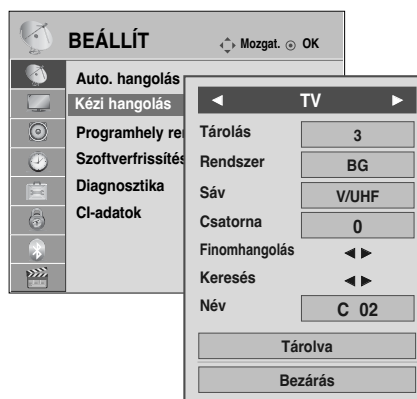 BEÁLLÍT
Mozgat. OK
Auto. hangolás
Kézi hangolás
Programhely re
Szoftverfrissítés
Diagnosztika
CI-adatok
◄ TV ►
Tárolás 3
Rendszer BG
Sáv V/UHF
Csatorna 0
Finomhangolás ◄ ►
Keresés ◄ ►
Név C 02
Tárolva
Bezárás